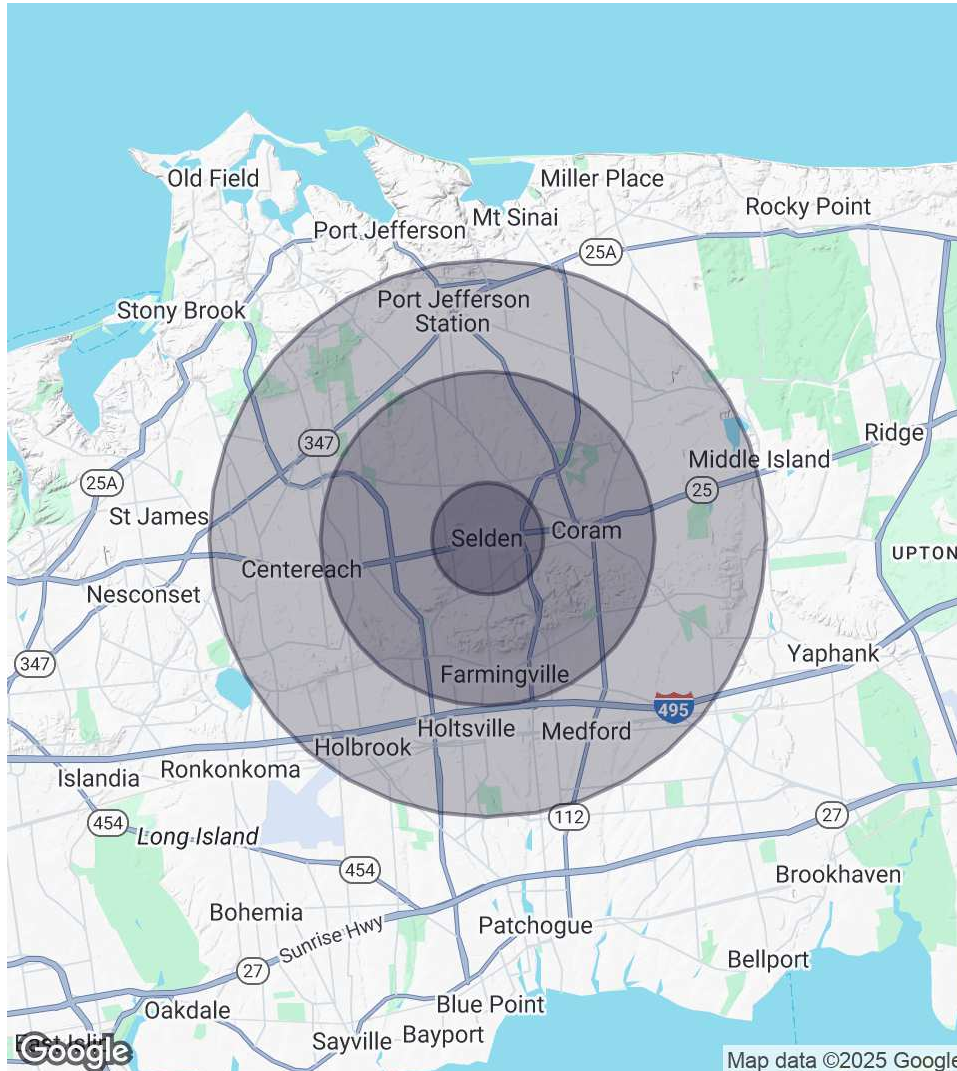 Old Field
Miller Place
Rocky Point
Mt Sinai
Port Jefferson
25A
Port Jefferson
Station
Stony Brook
347
Ridge
Middle Island
25A
25
St James
Selden
Coram
UPTON
Centereach
Nesconset
Yaphank
347
Farmingville
495
Holtsville
Medford
Holbrook
Ronkonkoma
Islandia
112
27
454
Long Island
454
Brookhaven
Bohemia
Patchogue
Sunrise Hwy
Bellport
27
Blue Point
Oakdale
Bayport
Sayville
Google
Map data ©2025 Google